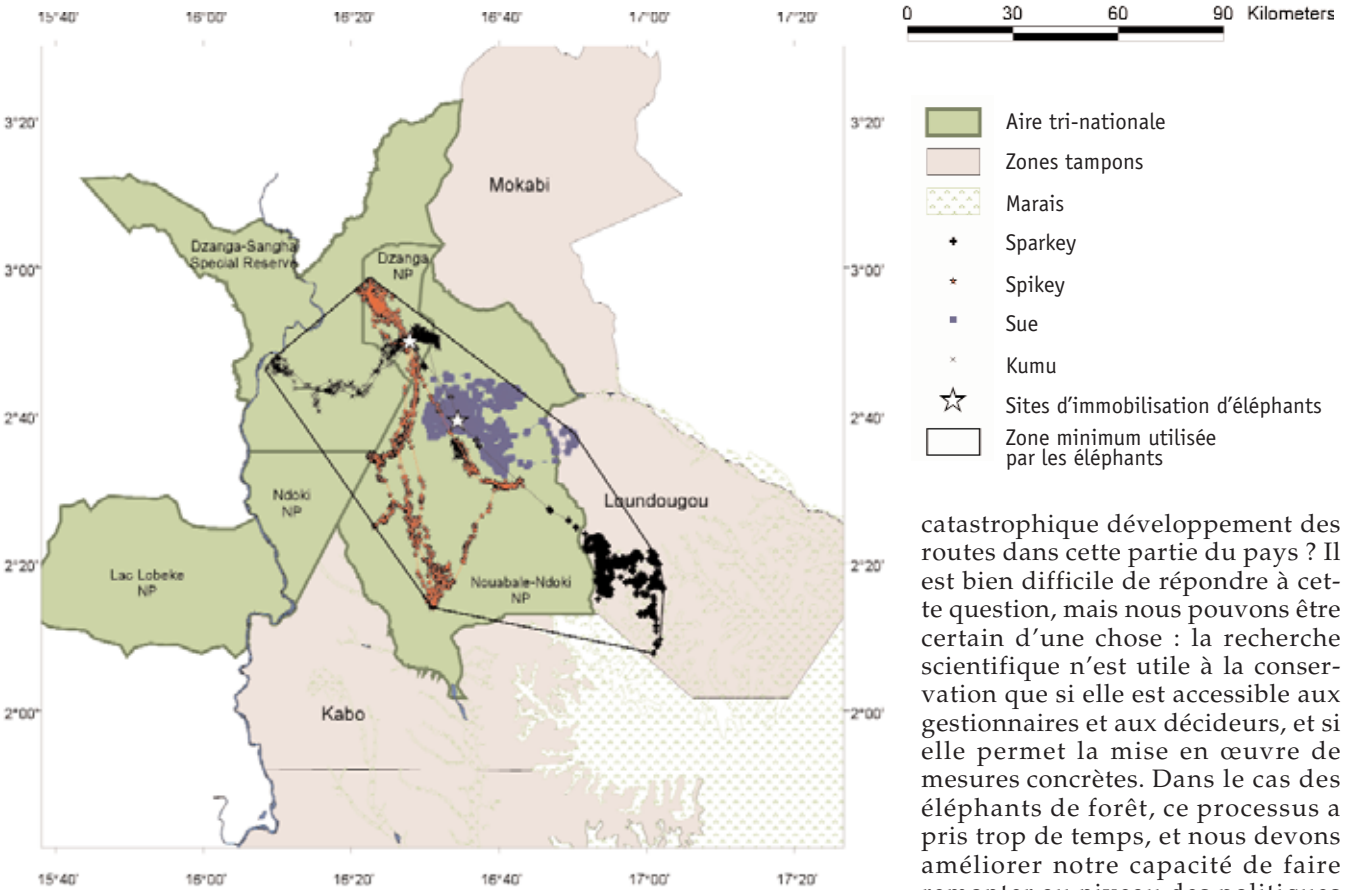 15°40'
16°00'
16°20'
16°40'
17°00'
17°20'
0 30 60 90 Kilometers
3°20'
3°20'
Mokabi
Dzanga-Sangha
Special Reserve
Dzanga
NP
3°00'
3°00'
2°40'
2°40'
Ndoki
NP
Loundougou
Lac Lobeke
NP
Nouabale-Ndoki
NP
2°20'
2°20'
Kabo
2°00'
2°00'
15°40'
16°00'
16°20'
16°40'
17°00'
17°20'
Aire tri-nationale
Zones tampons
Marais
Sparkey
Spikey
Sue
Kumu
Sites d'immobilisation d'éléphants
Zone minimum utilisée
par les éléphants
catastrophique développement des
routes dans cette partie du pays ? Il
est bien difficile de répondre à cet-
te question, mais nous pouvons être
certain d'une chose : la recherche
scientifique n'est utile à la conser-
vation que si elle est accessible aux
gestionnaires et aux décideurs, et si
elle permet la mise en œuvre de
mesures concrètes. Dans le cas des
éléphants de forêt, ce processus a
pris trop de temps, et nous devons
améliorer notre capacité de faire
remonter au niveau des politiques